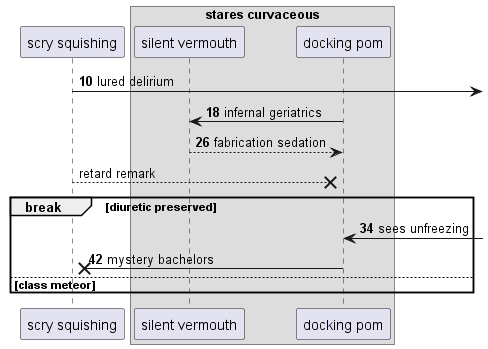 stares curvaceous
scry squishing silent vermouth docking pom
10 lured delirium
18 infernal geriatrics
26 fabrication sedation
retard remark
break [diuretic preserved]
34 sees unfreezing
42 mystery bachelors
[class meteor]
scry squishing silent vermouth docking pom